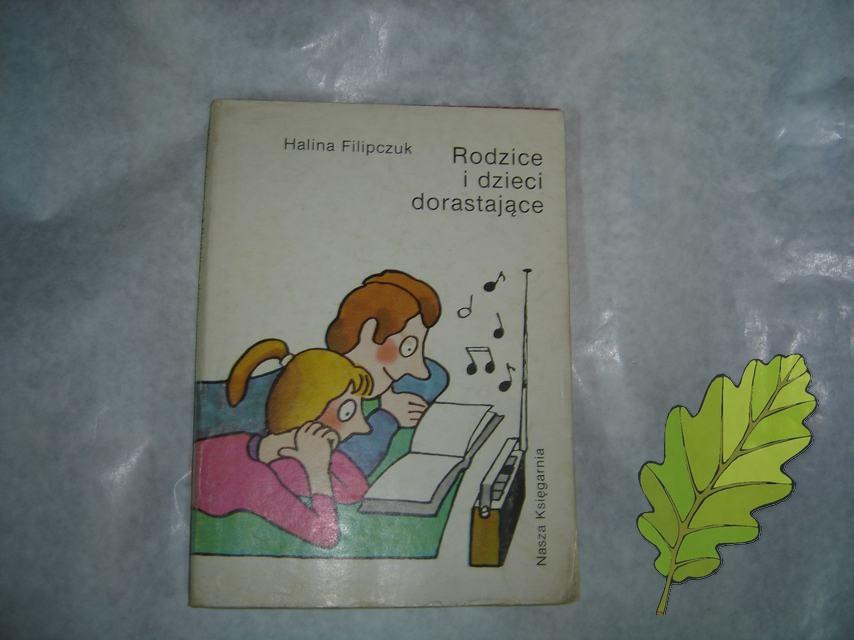 Halina Filipczuk
Rodzice
i dzieci
dorastające
Nasza Księgarnia